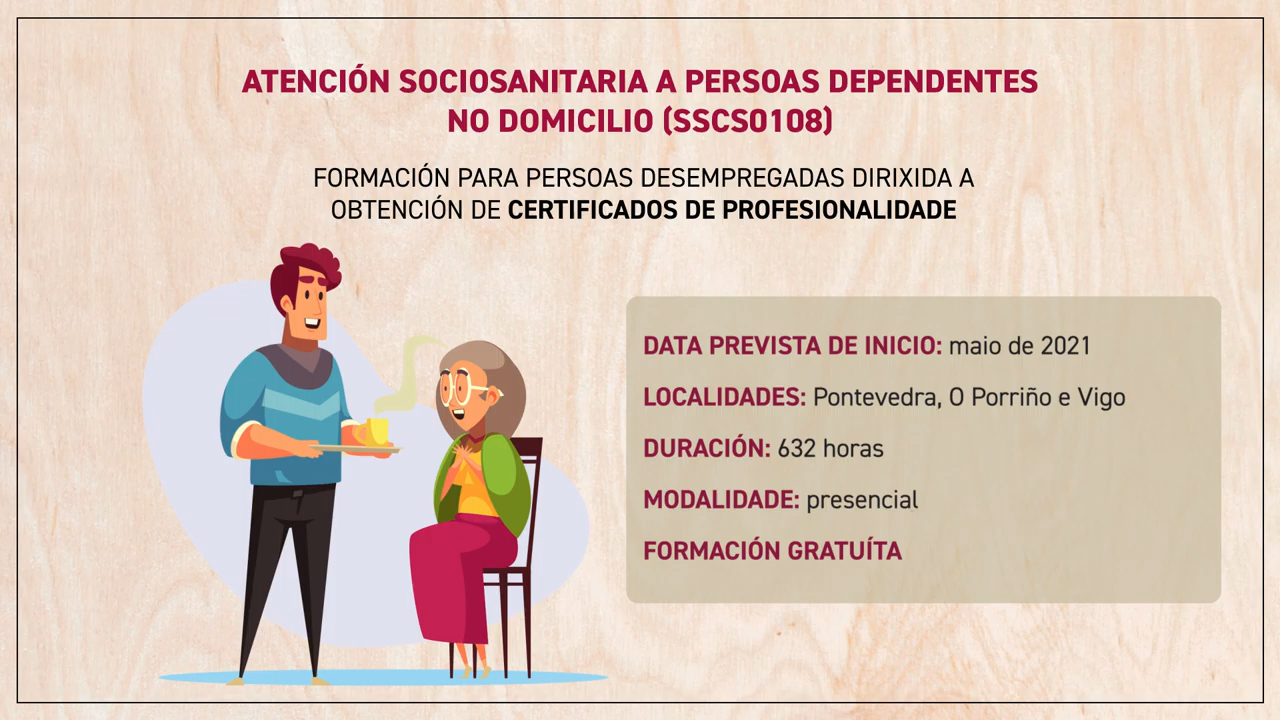 ATENCIÓN SOCIOSANITARIA A PERSOAS DEPENDENTES
NO DOMICILIO (SSCS0108)
FORMACIÓN PARA PERSOAS DESEMPREGADAS DIRIXIDA A
OBTENCIÓN DE CERTIFICADOS DE PROFESIONALIDADE
DATA PREVISTA DE INICIO: maio de 2021
LOCALIDADES: Pontevedra, O Porriño e Vigo
DURACIÓN: 632 horas
MODALIDADE: presencial
FORMACIÓN GRATUÍTA